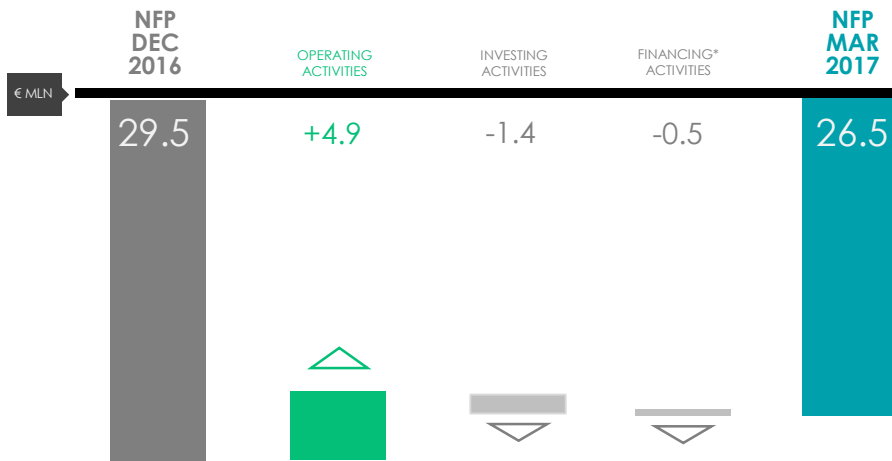 NFP
DEC
2016
OPERATING
ACTIVITIES
INVESTING
ACTIVITIES
FINANCING*
ACTIVITIES
NFP
MAR
2017
€ MLN
29.5
+4.9
-1.4
-0.5
26.5